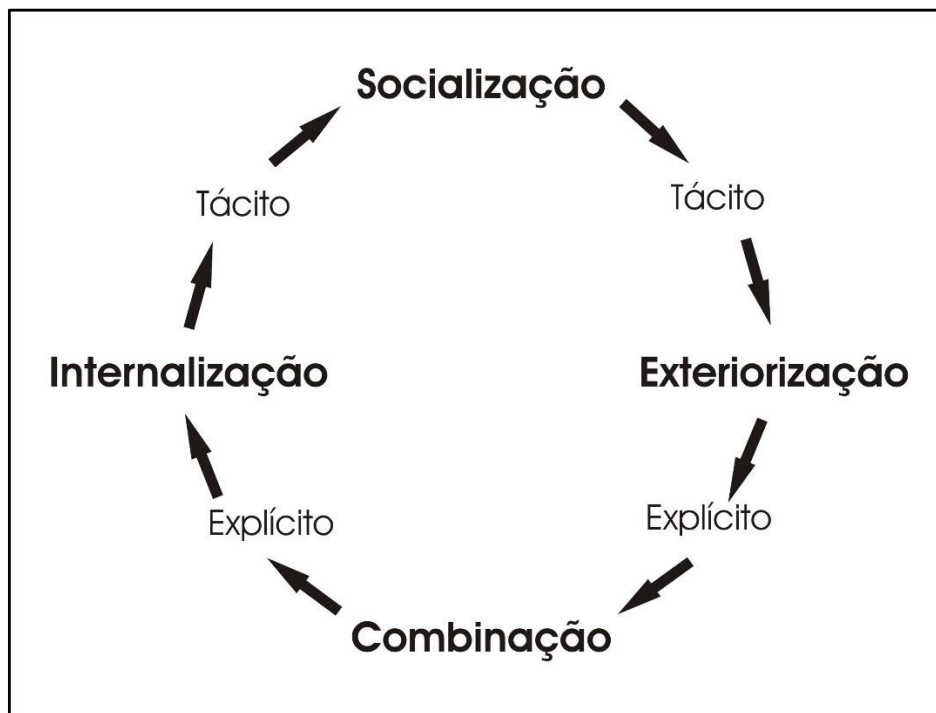 Socialização
Tácito
Tácito
Internalização
Exteriorização
Explícito
Explícito
Combinação